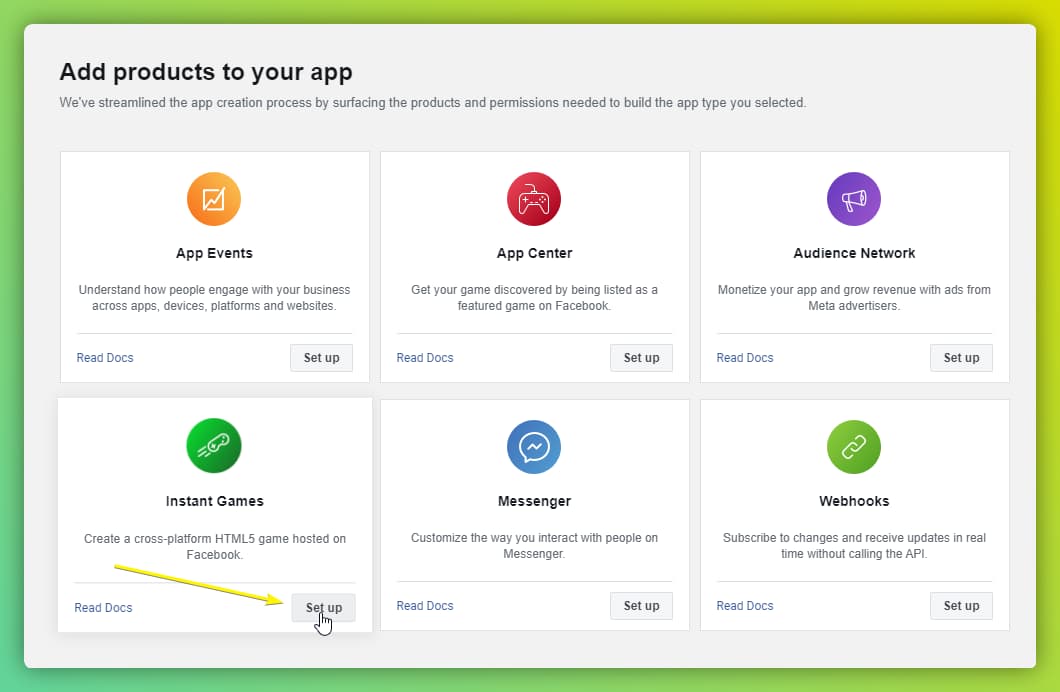 Add products to your app
We've streamlined the app creation process by surfacing the products and permissions needed to build the app type you selected.
App Events
Understand how people engage with your business
across apps, devices, platforms and websites.
Read Docs
Set up
App Center
Get your game discovered by being listed as a
featured game on Facebook.
Read Docs
Set up
Audience Network
Monetize your app and grow revenue with ads from
Meta advertisers.
Read Docs
Set up
Instant Games
Create a cross-platform HTML5 game hosted on
Facebook.
Read Docs
Set up
Messenger
Customize the way you interact with people on
Messenger.
Read Docs
Set up
Webhooks
Subscribe to changes and receive updates in real
time without calling the API.
Read Docs
Set up